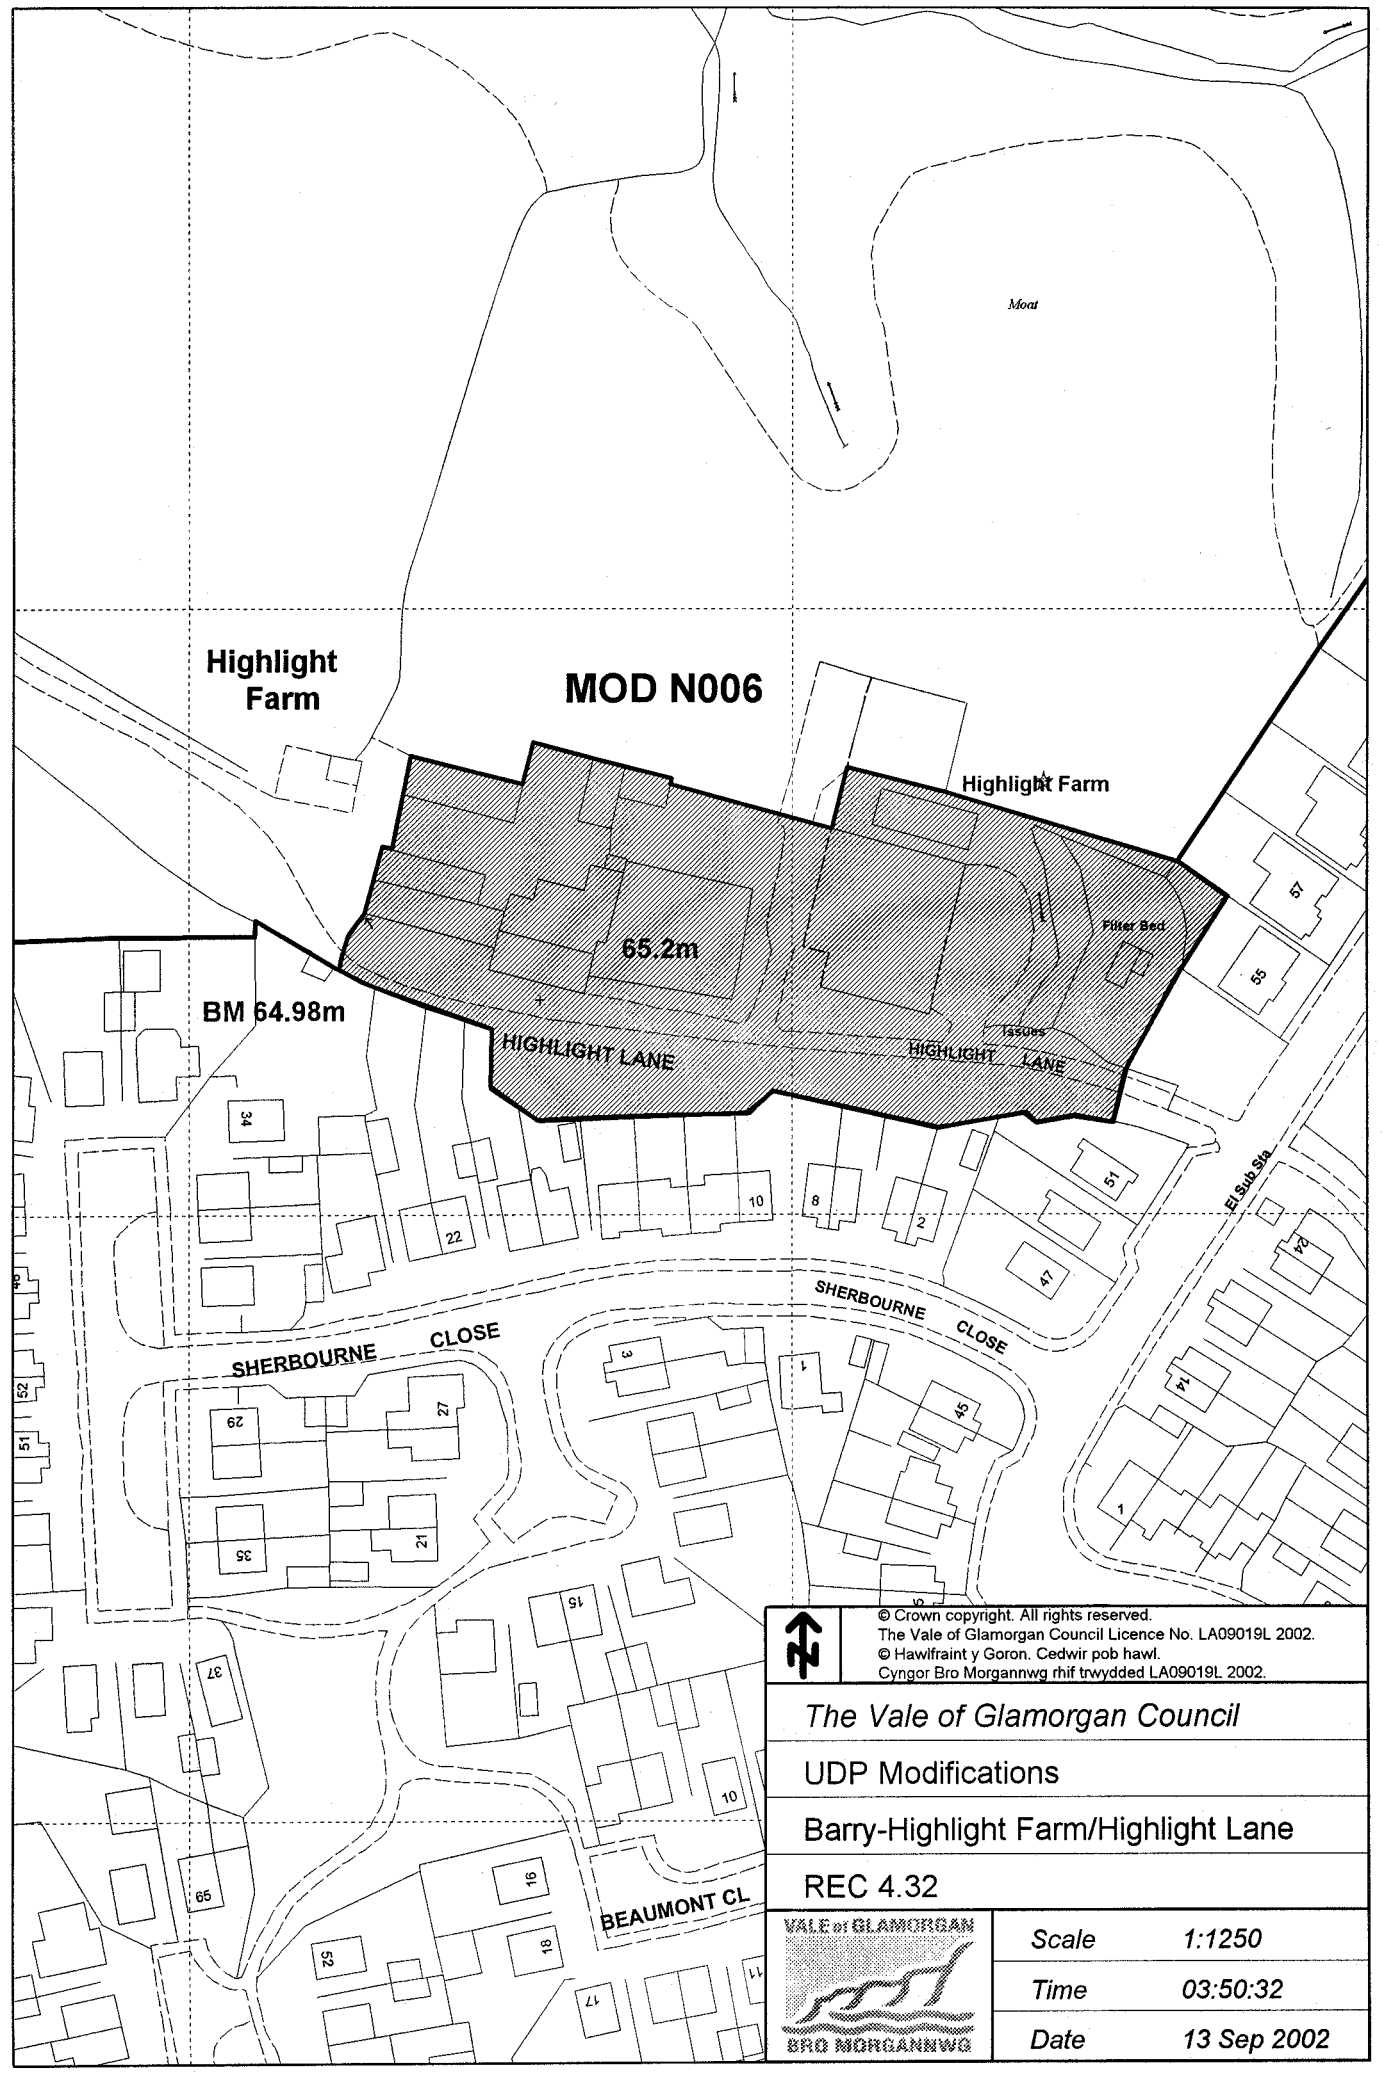 Moat
Highlight
Farm
MOD N006
Highlight Farm
57
Filter Bed
55
65.2m
BM 64.98m
Issues
HIGHLIGHT LANE
HIGHLIGHT LANE
34
51
El Sub Sta
10
8
2
22
24
47
46
SHERBOURNE
CLOSE
SHERBOURNE
CLOSE
3
1
14
52
27
45
29
51
1
21
35
15
37
10
65
16
BEAUMONT CL
18
52
17
11
N
© Crown copyright. All rights reserved.
The Vale of Glamorgan Council Licence No. LA09019L 2002.
© Hawlfraint y Goron. Cedwir pob hawl.
Cyngor Bro Morgannwg rhif trwydded LA09019L 2002.
The Vale of Glamorgan Council
UDP Modifications
Barry-Highlight Farm/Highlight Lane
REC 4.32
VALE of GLAMORGAN
BRO MORGANNWG
Scale 1:1250
Time 03:50:32
Date 13 Sep 2002